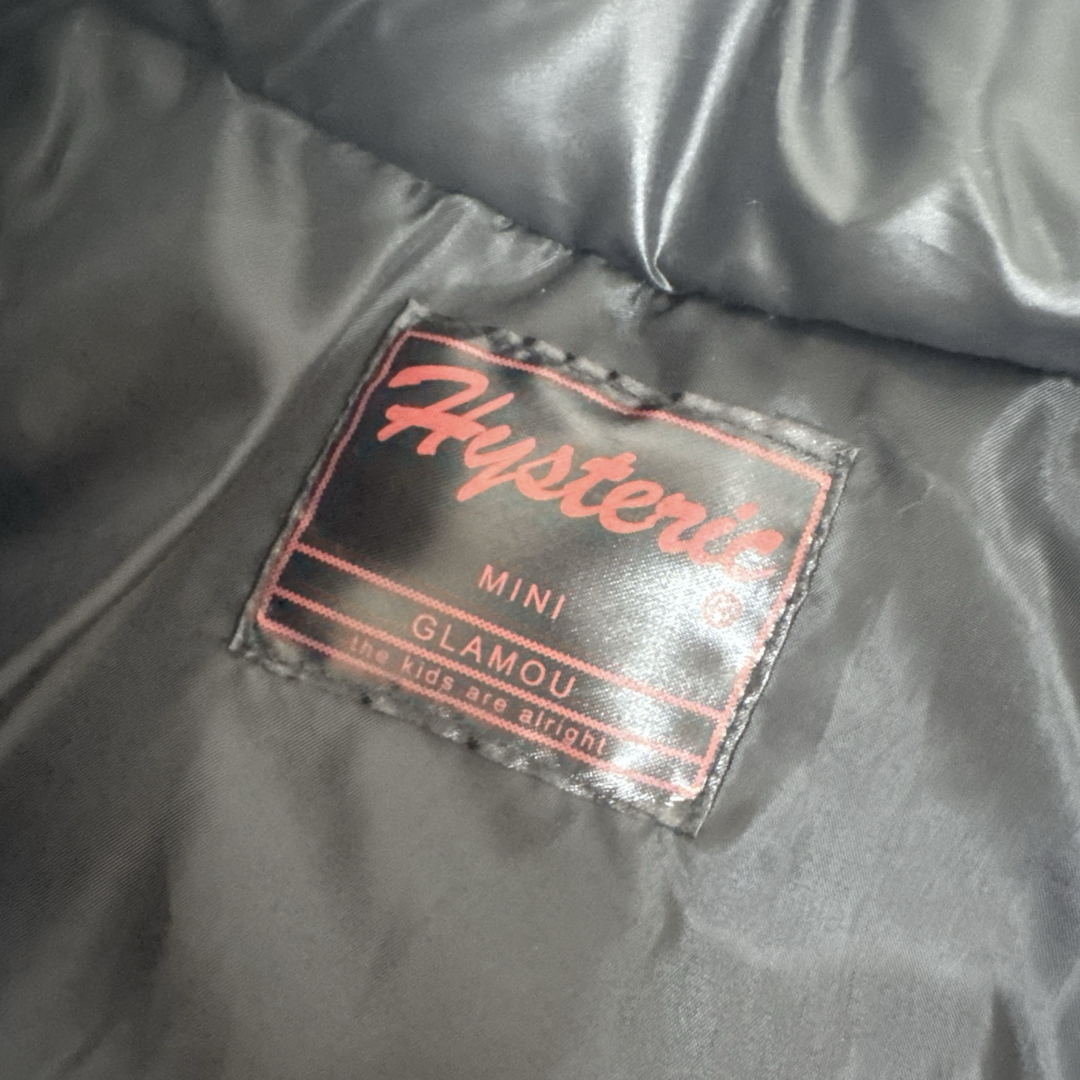 Hysteric
®
MINI
GLAMOU
the kids are alright